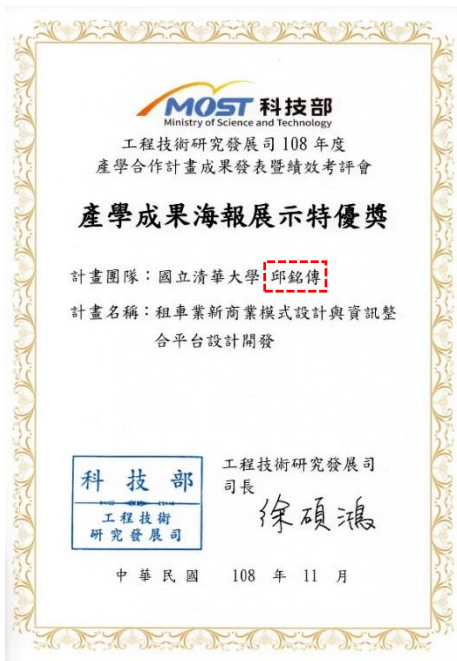 MOST 科技部
Ministry of Science and Technology
工程技術研究發展司 108 年度
產學合作計畫成果發表暨績效考評會
產學成果海報展示特優獎
計畫團隊：國立清華大學 邱銘傳
計畫名稱：租車業新商業模式設計與資訊整
合平台設計開發
科技部
工程技術
研究發展司
工程技術研究發展司
司長
徐碩鴻
中華民國 108 年 11 月